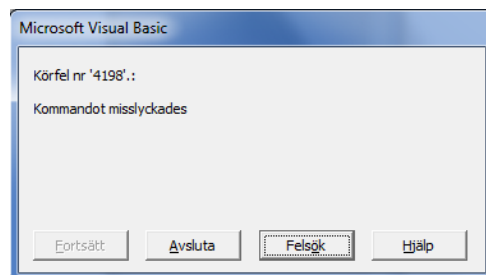 Microsoft Visual Basic
Körfel nr '4198'.:
Kommandot misslyckades
Fortsätt
Avsluta
Felsök
Hjälp